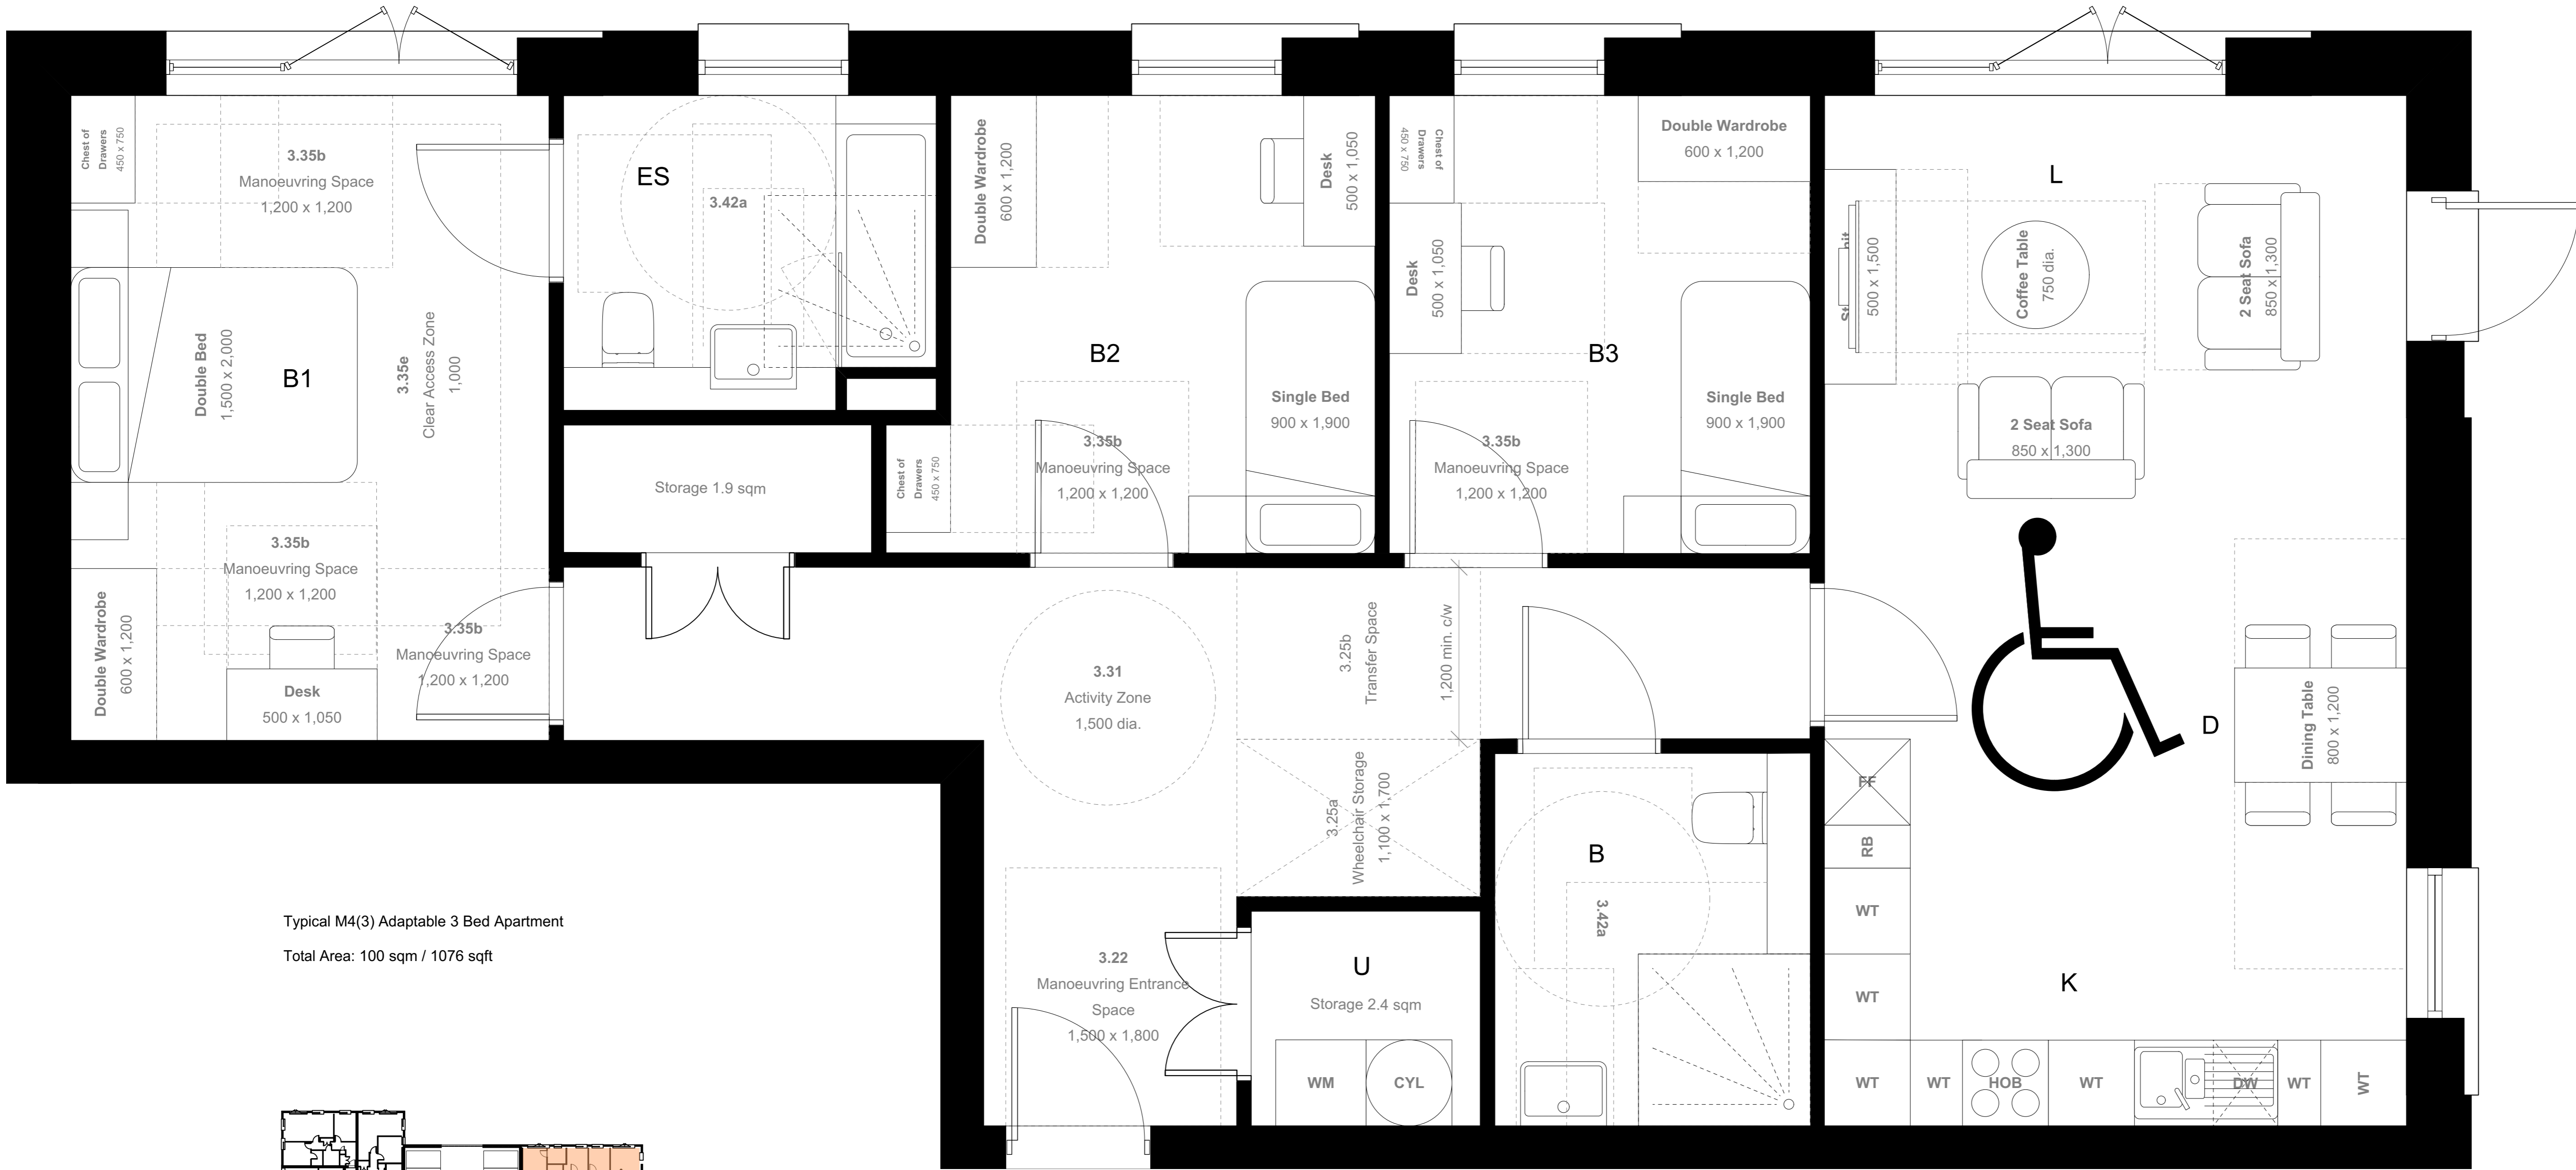 Chest of
Drawers
450 x 750
3.35b
Manoeuvring Space
1,200 x 1,200
Double Bed
1,500 x 2,000
B1
3.35e
Clear Access Zone
1,000
3.35b
Manoeuvring Space
1,200 x 1,200
Double Wardrobe
600 x 1,200
Desk
500 x 1,050
3.35b
Manoeuvring Space
1,200 x 1,200
ES
3.42a
Storage 1.9 sqm
Double Wardrobe
600 x 1,200
Desk
500 x 1,050
B2
Single Bed
900 x 1,900
Chest of
Drawers
450 x 750
3.35b
Manoeuvring Space
1,200 x 1,200
Chest of
Drawers
450 x 750
Double Wardrobe
600 x 1,200
Desk
500 x 1,050
B3
Single Bed
900 x 1,900
3.35b
Manoeuvring Space
1,200 x 1,200
L
500 x 1,500
Coffee Table
750 dia.
2 Seat Sofa
850 x 1,300
2 Seat Sofa
850 x 1,300
3.31
Activity Zone
1,500 dia.
3.25b
Transfer Space
1,200 min. c/w
3.25a
Wheelchair Storage
1,100 x 1,700
D
Dining Table
800 x 1,200
FF
RB
WT
WT
B
3.42a
3.22
Manoeuvring Entrance
Space
1,500 x 1,800
U
Storage 2.4 sqm
WM
CYL
K
WT
WT
HOB
WT
DW
WT
WT
Typical M4(3) Adaptable 3 Bed Apartment
Total Area: 100 sqm / 1076 sqft